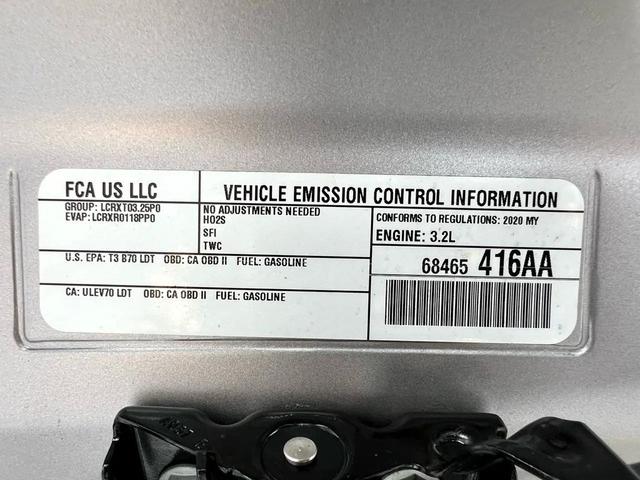 FCA US LLC
VEHICLE EMISSION CONTROL INFORMATION
GROUP: LCRXT03.25P0
EVAP: LCRXR0118PP0
NO ADJUSTMENTS NEEDED
HO2S
SFI
TWC
CONFORMS TO REGULATIONS: 2020 MY
ENGINE: 3.2L
U.S. EPA: T3 B70 LDT OBD: CA OBD II FUEL: GASOLINE
68465 416AA
CA: ULEV70 LDT OBD: CA OBD II FUEL: GASOLINE